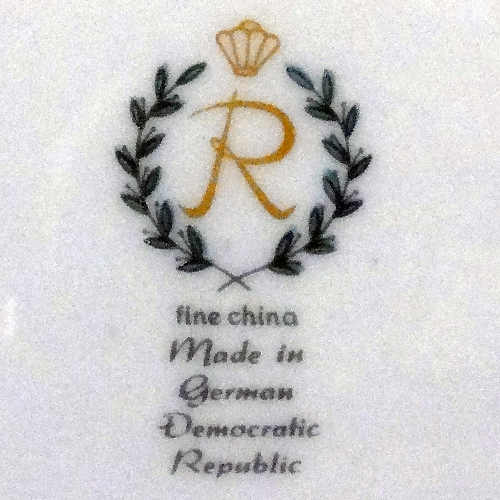 R
fine china
Made in
German
Democratic
Republic